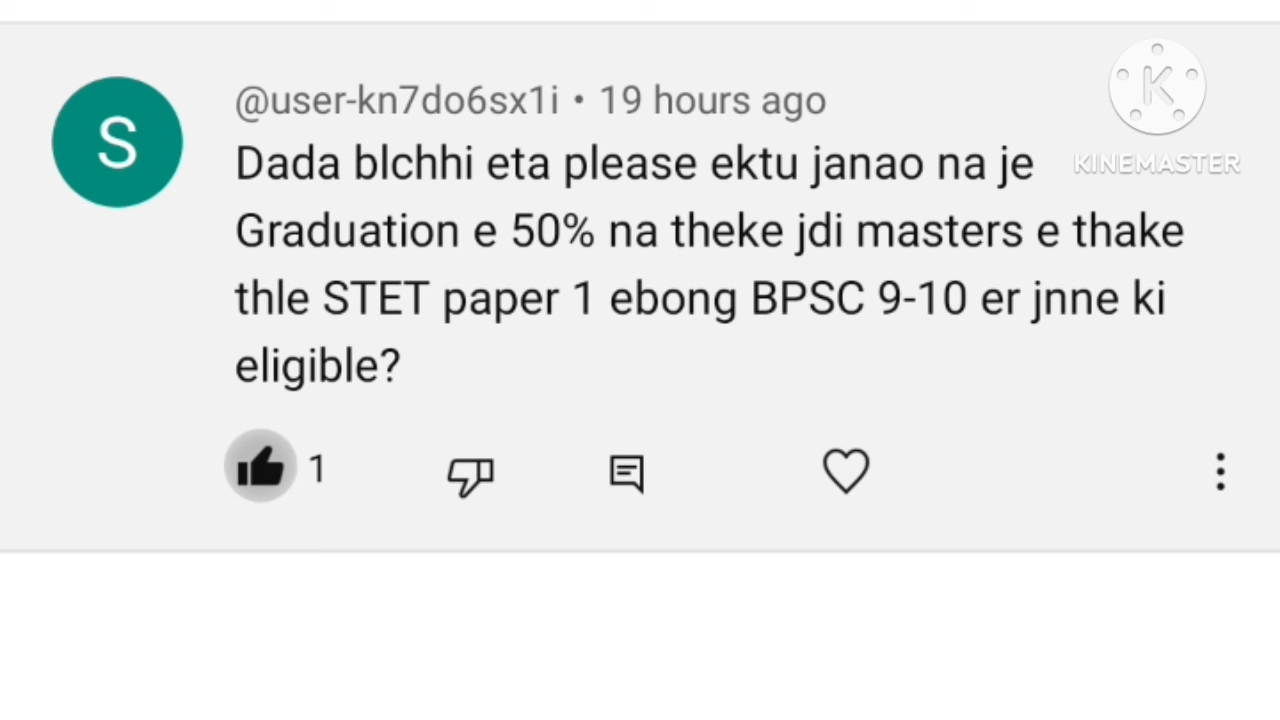 @user-kn7do6sx1i • 19 hours ago
Dada blchhi eta please ektu janao na je
Graduation e 50% na theke jdi masters e thake
thle STET paper 1 ebong BPSC 9-10 er jnne ki
eligible?
1
S
K
KINEMASTER